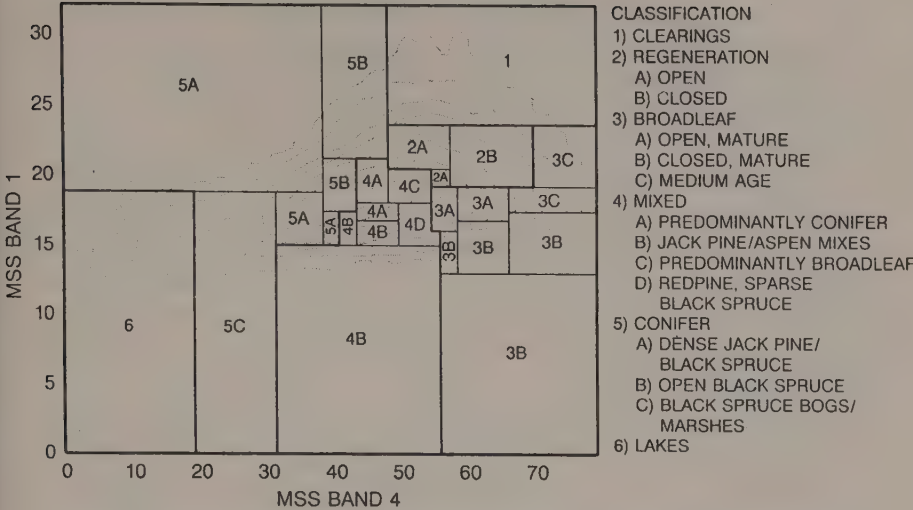 30
25
20
15
10
5
0
MSS BAND 1
5A
5B
1
2A
2B
3C
5B
4A
4C
2A
5A
5A
4B
4A
4B
4D
3A
3A
3C
3B
3B
3B
6
5C
4B
3B
0 10 20 30 40 50 60 70
MSS BAND 4
CLASSIFICATION
1) CLEARINGS
2) REGENERATION
A) OPEN
B) CLOSED
3) BROADLEAF
A) OPEN, MATURE
B) CLOSED, MATURE
C) MEDIUM AGE
4) MIXED
A) PREDOMINANTLY CONIFER
B) JACK PINE/ASPEN MIXES
C) PREDOMINANTLY BROADLEAF
D) REDPINE, SPARSE
BLACK SPRUCE
5) CONIFER
A) DENSE JACK PINE/
BLACK SPRUCE
B) OPEN BLACK SPRUCE
C) BLACK SPRUCE BOGS/
MARSHES
6) LAKES